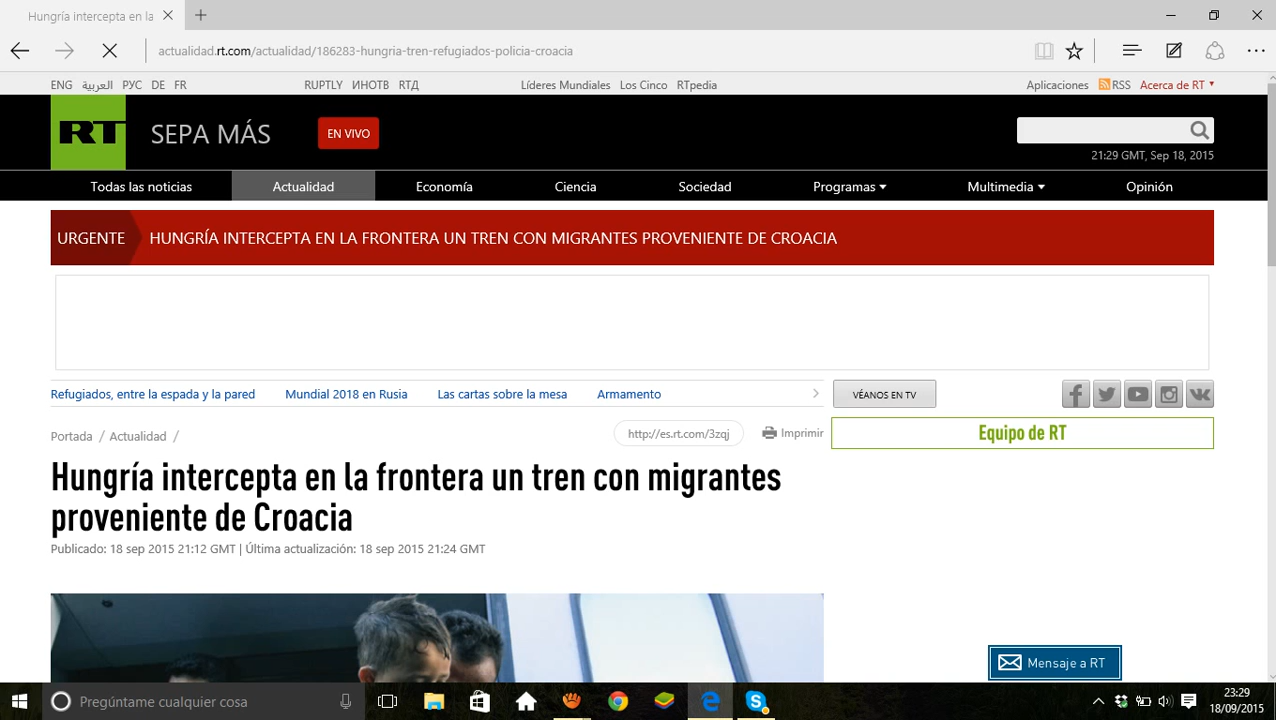 Hungría intercepta en la
actualidad.rt.com/actualidad/186283-hungria-tren-refugiados-policia-croacia
ENG العربية РУС DE FR RUPTLY ИНОТВ RTД Líderes Mundiales Los Cinco RTpedia Aplicaciones RSS Acerca de RT
RT SEPA MÁS EN VIVO
21:29 GMT, Sep 18, 2015
Todas las noticias Actualidad Economía Ciencia Sociedad Programas Multimedia Opinión
URGENTE HUNGRÍA INTERCEPTA EN LA FRONTERA UN TREN CON MIGRANTES PROVENIENTE DE CROACIA
Refugiados, entre la espada y la pared Mundial 2018 en Rusia Las cartas sobre la mesa Armamento VÉANOS EN TV
Portada / Actualidad / http://es.rt.com/3zqj Imprimir Equipo de RT
Hungría intercepta en la frontera un tren con migrantes
proveniente de Croacia
Publicado: 18 sep 2015 21:12 GMT | Última actualización: 18 sep 2015 21:24 GMT
Mensaje a RT
Pregúntame cualquier cosa 23:29
18/09/2015